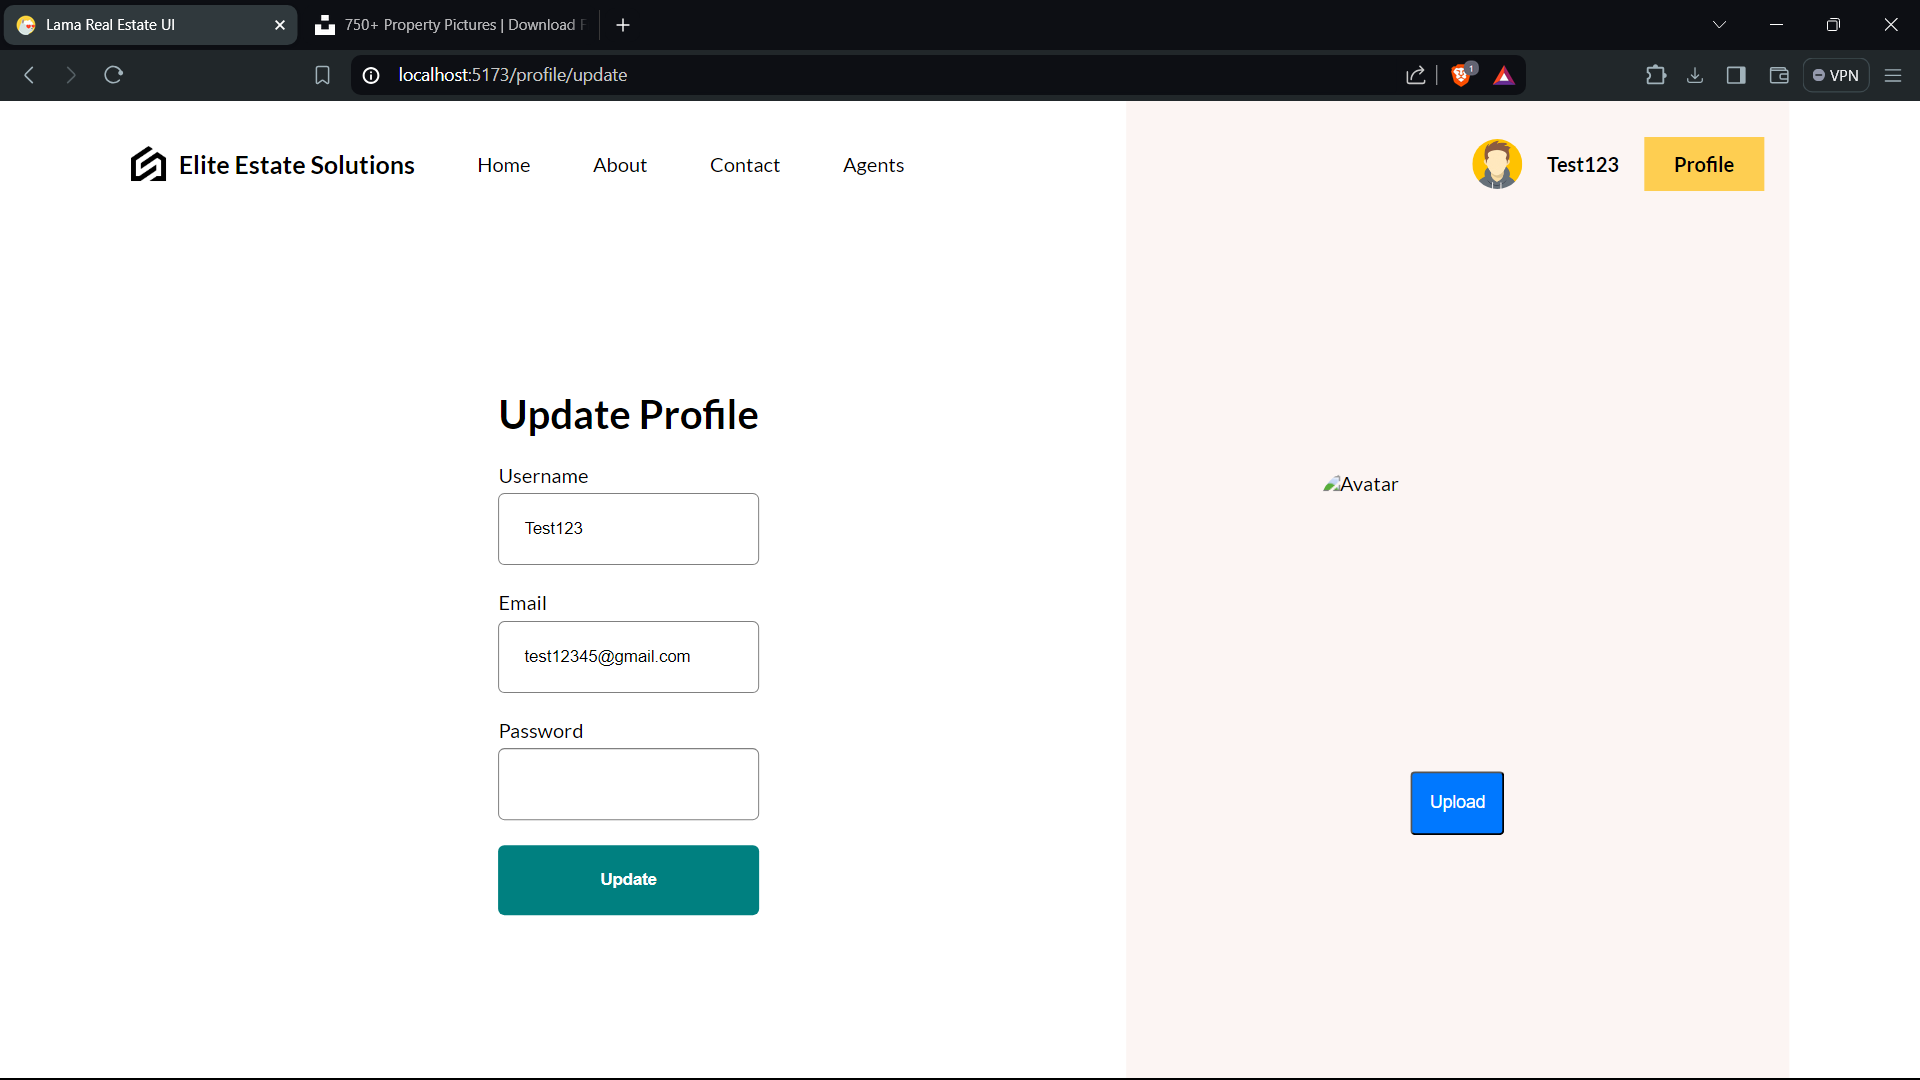 Lama Real Estate UI
750+ Property Pictures | Download F
localhost:5173/profile/update
1
VPN
Elite Estate Solutions
Home
About
Contact
Agents
Test123
Profile
Update Profile
Username
Test123
Email
test12345@gmail.com
Password
Update
Avatar
Upload